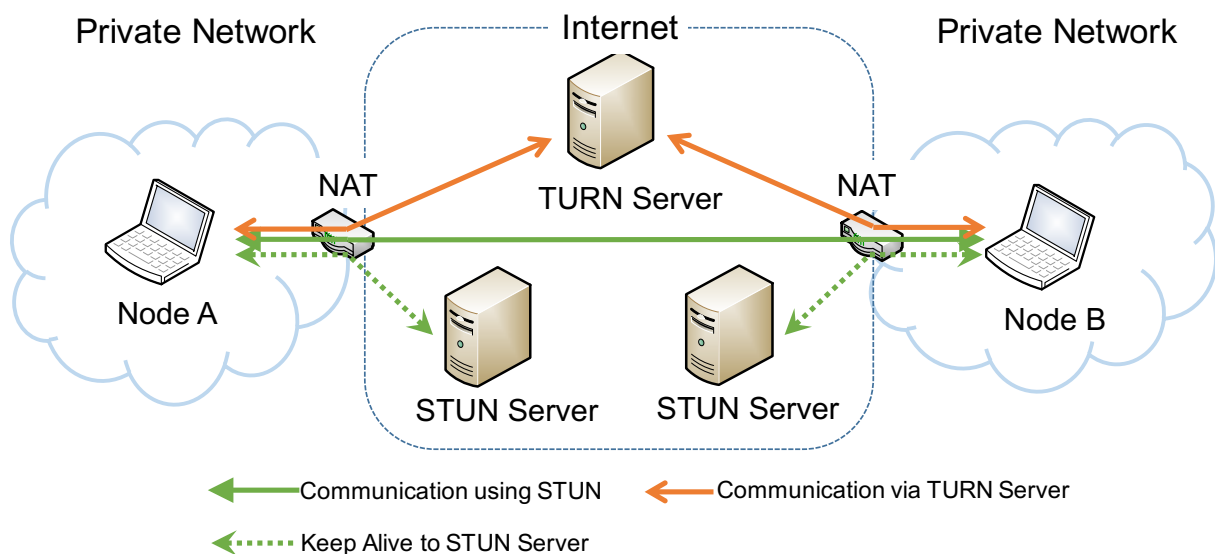 Private Network
Internet
Private Network
NAT
TURN Server
NAT
Node A
Node B
STUN Server
STUN Server
Communication using STUN
Communication via TURN Server
Keep Alive to STUN Server